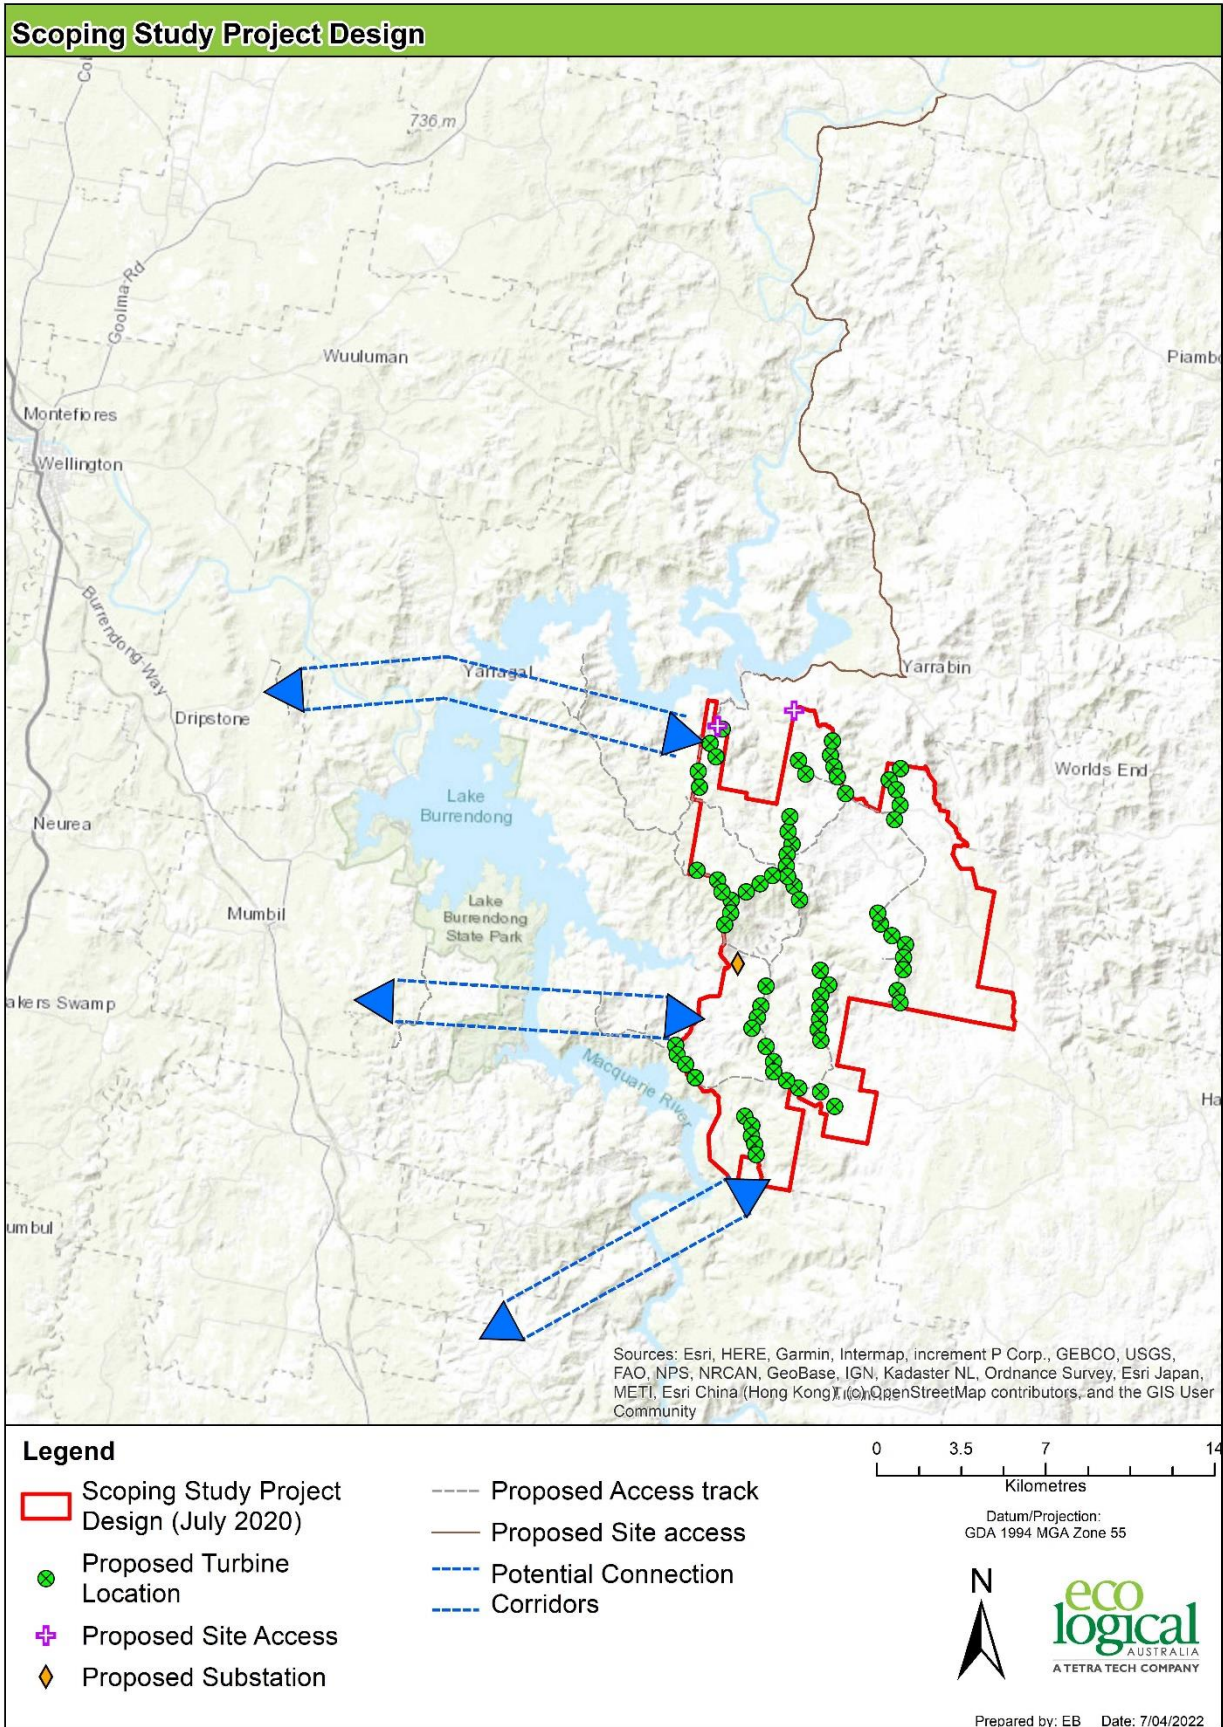 Scoping Study Project Design
736 m
Goolma Rd
Wuuluman
Montefiores
Wellington
Burrendong Way
Yarragal
Yarrabin
Dripstone
Worlds End
Lake
Burrendong
Neurea
Lake
Burrendong
State Park
Mumbil
akers Swamp
Macquarie River
Ha
umbul
Sources: Esri, HERE, Garmin, Intermap, increment P Corp., GEBCO, USGS,
FAO, NPS, NRCAN, GeoBase, IGN, Kadaster NL, Ordnance Survey, Esri Japan,
METI, Esri China (Hong Kong), (c) OpenStreetMap contributors, and the GIS User
Community
Legend
Scoping Study Project
Design (July 2020)
Proposed Turbine
Location
Proposed Site Access
Proposed Substation
Proposed Access track
Proposed Site access
Potential Connection
Corridors
0 3.5 7 14
Kilometres
Datum/Projection:
GDA 1994 MGA Zone 55
N
eco
logical
AUSTRALIA
A TETRA TECH COMPANY
Prepared by: EB Date: 7/04/2022